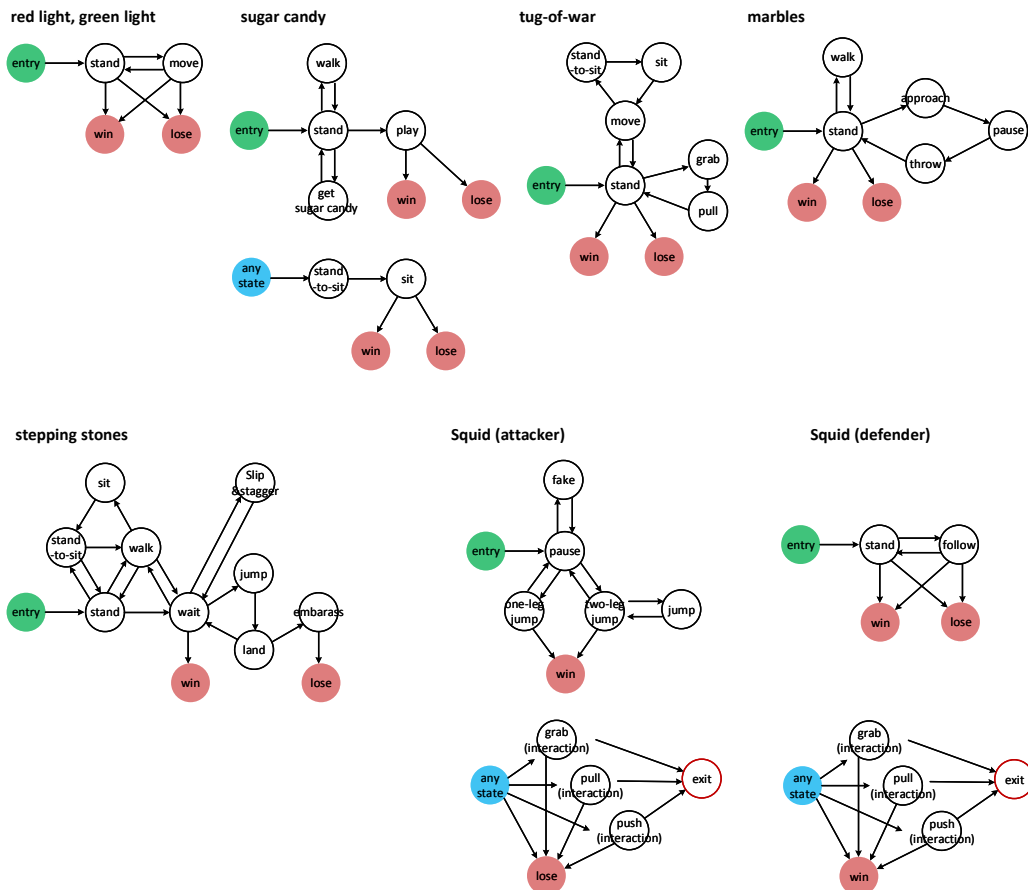 red light, green light
entry
stand
move
win
lose
sugar candy
walk
entry
stand
play
get
sugar candy
win
lose
any
state
stand
-to-sit
sit
win
lose
tug-of-war
stand
-to-sit
sit
move
grab
entry
stand
pull
win
lose
marbles
walk
approach
entry
stand
pause
throw
win
lose
stepping stones
sit
Slip
&stagger
stand
-to-sit
walk
jump
entry
stand
wait
embarass
land
win
lose
Squid (attacker)
fake
entry
pause
one-leg
jump
two-leg
jump
jump
win
grab
(interaction)
any
state
pull
(interaction)
exit
push
(interaction)
lose
Squid (defender)
entry
stand
follow
win
lose
grab
(interaction)
any
state
pull
(interaction)
exit
push
(interaction)
win